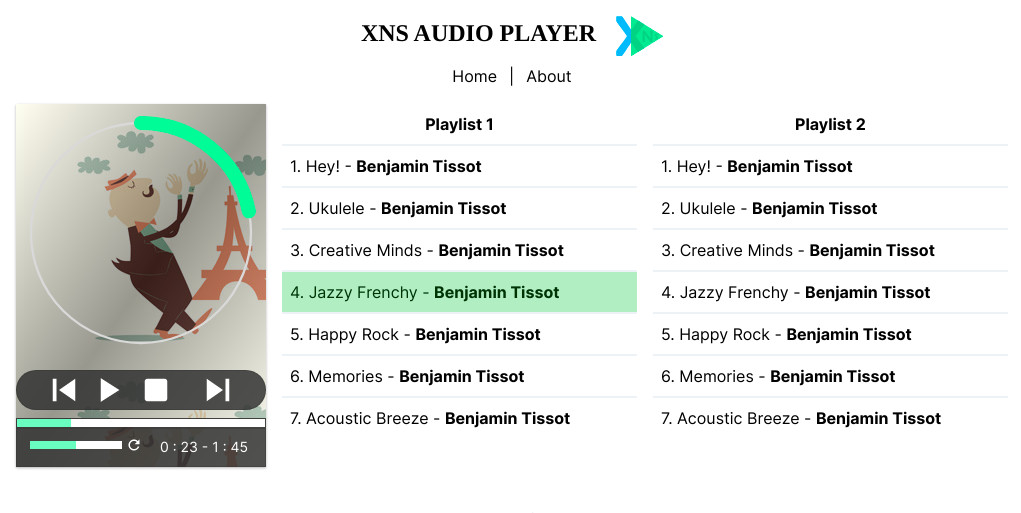 XNS AUDIO PLAYER
Home | About
Playlist 1
1. Hey! - Benjamin Tissot
2. Ukulele - Benjamin Tissot
3. Creative Minds - Benjamin Tissot
4. Jazzy Frenchy - Benjamin Tissot
5. Happy Rock - Benjamin Tissot
6. Memories - Benjamin Tissot
7. Acoustic Breeze - Benjamin Tissot
Playlist 2
1. Hey! - Benjamin Tissot
2. Ukulele - Benjamin Tissot
3. Creative Minds - Benjamin Tissot
4. Jazzy Frenchy - Benjamin Tissot
5. Happy Rock - Benjamin Tissot
6. Memories - Benjamin Tissot
7. Acoustic Breeze - Benjamin Tissot
0 : 23 - 1 : 45